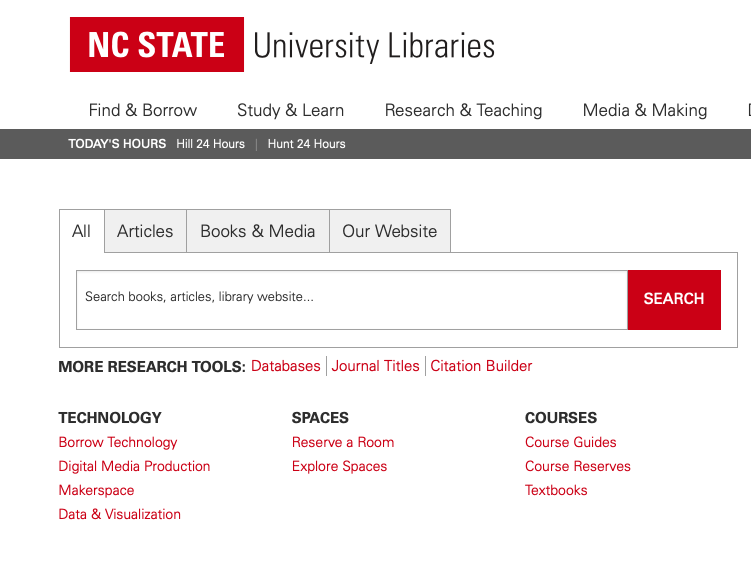 NC STATE University Libraries
Find & Borrow Study & Learn Research & Teaching Media & Making
TODAY'S HOURS Hill 24 Hours | Hunt 24 Hours
All Articles Books & Media Our Website
Search books, articles, library website...
SEARCH
MORE RESEARCH TOOLS: Databases Journal Titles Citation Builder
TECHNOLOGY
Borrow Technology
Digital Media Production
Makerspace
Data & Visualization
SPACES
Reserve a Room
Explore Spaces
COURSES
Course Guides
Course Reserves
Textbooks